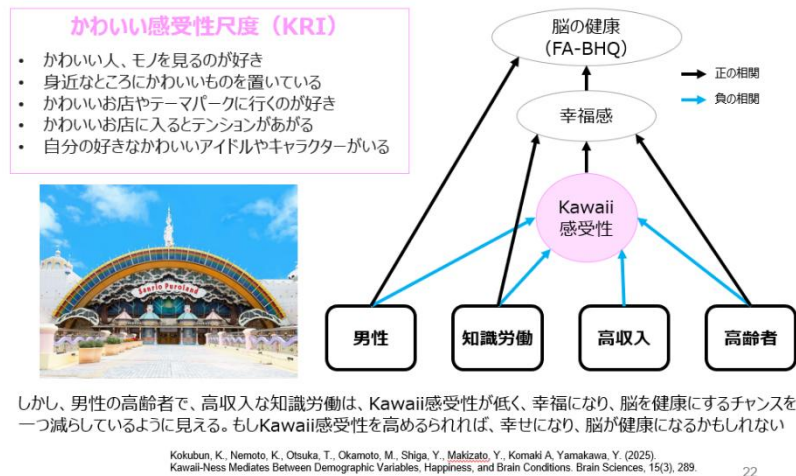 かわいい感受性尺度（KRI）
• かわいい人、モノを見るのが好き
• 身近なところにかわいいものを置いている
• かわいいお店やテーマパークに行くのが好き
• かわいいお店に入るとテンションがあがる
• 自分の好きなかわいいアイドルやキャラクターがいる
Sanrio Puroland
脳の健康
(FA-BHQ)
正の相関
負の相関
幸福感
Kawaii
感受性
男性
知識労働
高収入
高齢者
しかし、男性の高齢者で、高収入な知識労働は、Kawaii感受性が低く、幸福になり、脳を健康にするチャンスを
一つ減らしているように見える。もしKawaii感受性を高められれば、幸せになり、脳が健康になるかもしれない
Kokubun, K., Nemoto, K., Otsuka, T., Okamoto, M., Shiga, Y., Makizato, Y., Komaki A, Yamakawa, Y. (2025).
Kawaii-Ness Mediates Between Demographic Variables, Happiness, and Brain Conditions. Brain Sciences, 15(3), 289.
22